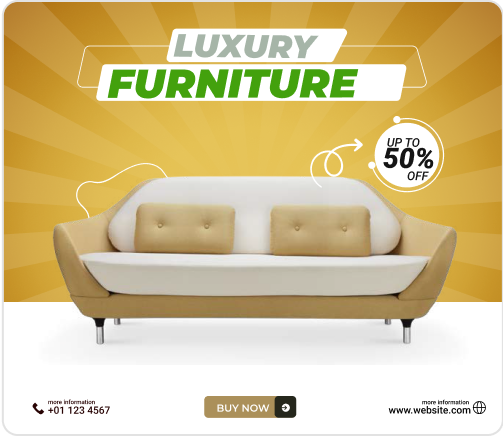 LUXURY
FURNITURE
UP TO
50%
OFF
more information
+01 123 4567
BUY NOW
more information
www.website.com